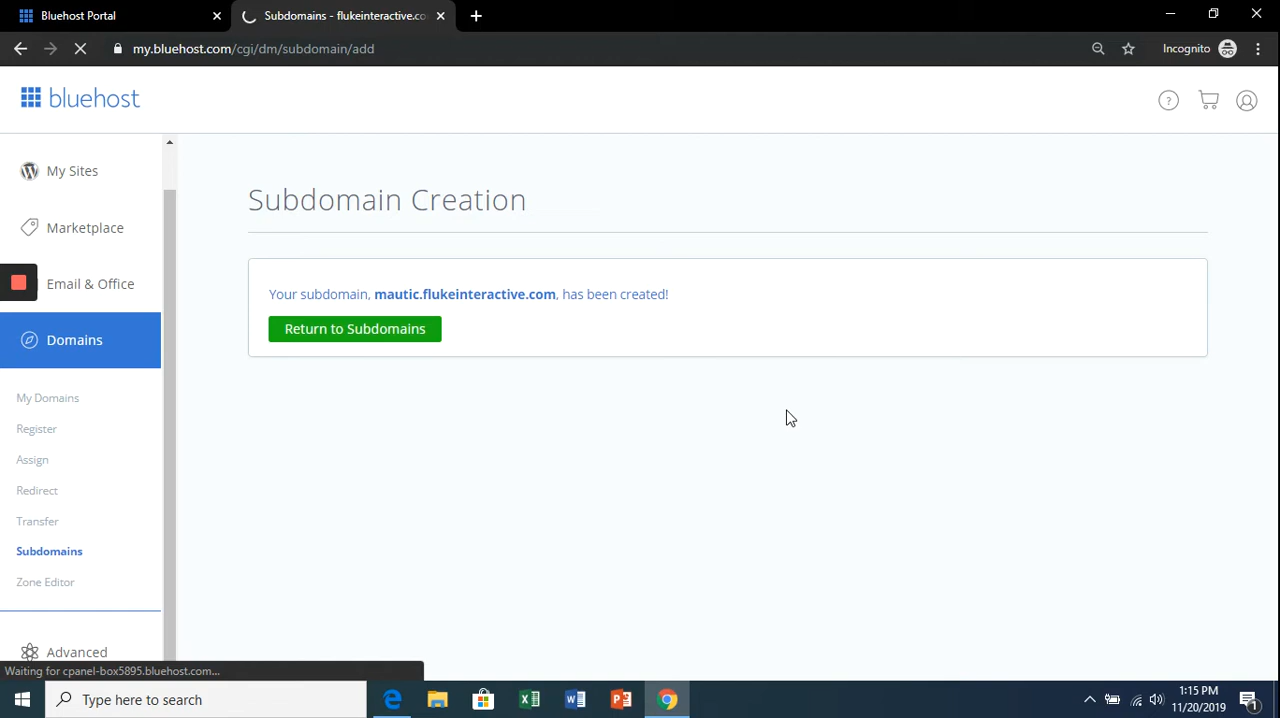 Bluehost Portal
Subdomains - flukeinteractive.co
my.bluehost.com/cgi/dm/subdomain/add
Incognito
bluehost
?
My Sites
Marketplace
Email & Office
Domains
My Domains
Register
Assign
Redirect
Transfer
Subdomains
Zone Editor
Advanced
Subdomain Creation
Your subdomain, mautic.flukeinteractive.com, has been created!
Return to Subdomains
Waiting for cpanel-box5895.bluehost.com...
Type here to search
1:15 PM
11/20/2019
1